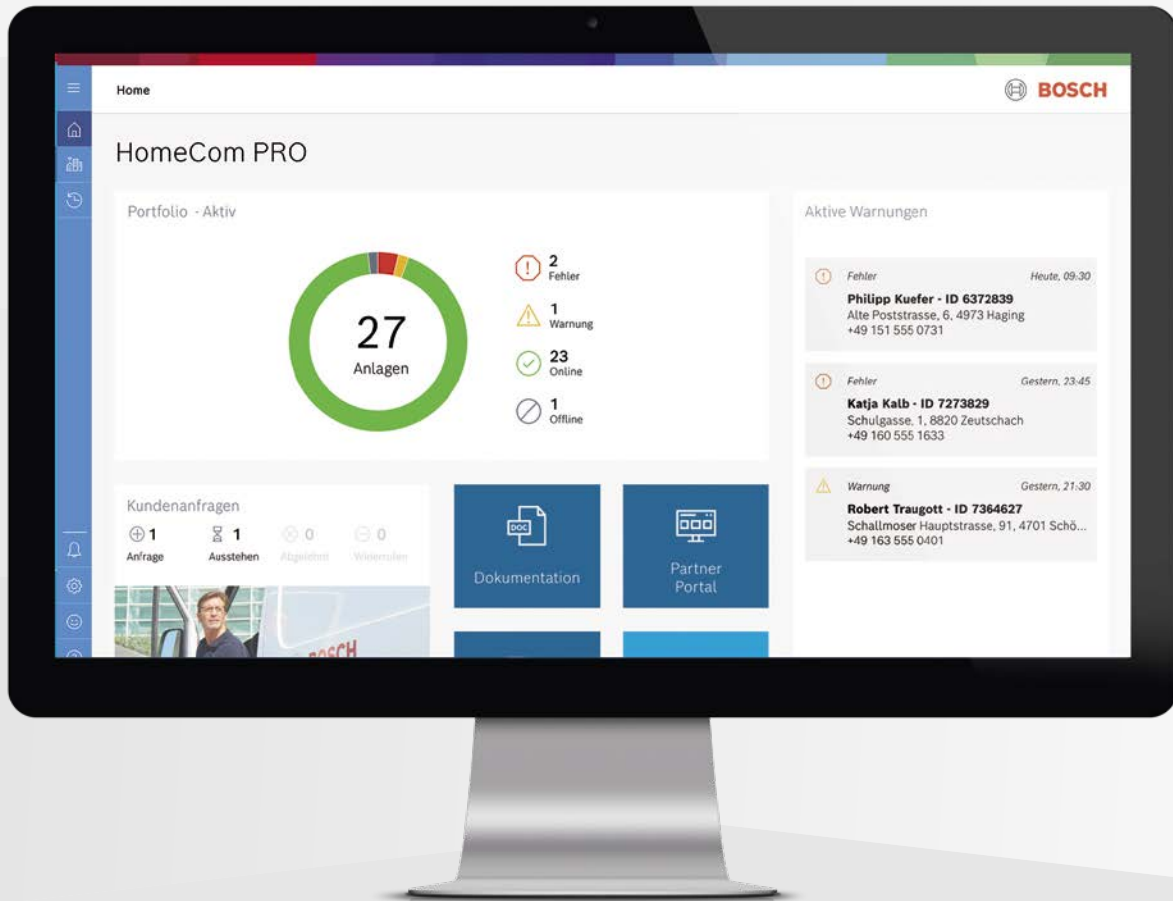 Home
BOSCH
HomeCom PRO
Portfolio - Aktiv
27
Anlagen
2
Fehler
1
Warnung
23
Online
1
Offline
Kundenanfragen
1
Anfrage
1
Ausstehen
0
Abgelehnt
0
Widerrufen
BOSCH
DOC
Dokumentation
Partner
Portal
Aktive Warnungen
Fehler Heute, 09:30
Philipp Kuefer - ID 6372839
Alte Poststrasse, 6, 4973 Haging
+49 151 555 0731
Fehler Gestern, 23:45
Katja Kalb - ID 7273829
Schulgasse, 1, 8820 Zeutschach
+49 160 555 1633
Warnung Gestern, 21:30
Robert Traugott - ID 7364627
Schallmoser Hauptstrasse, 91, 4701 Schö...
+49 163 555 0401